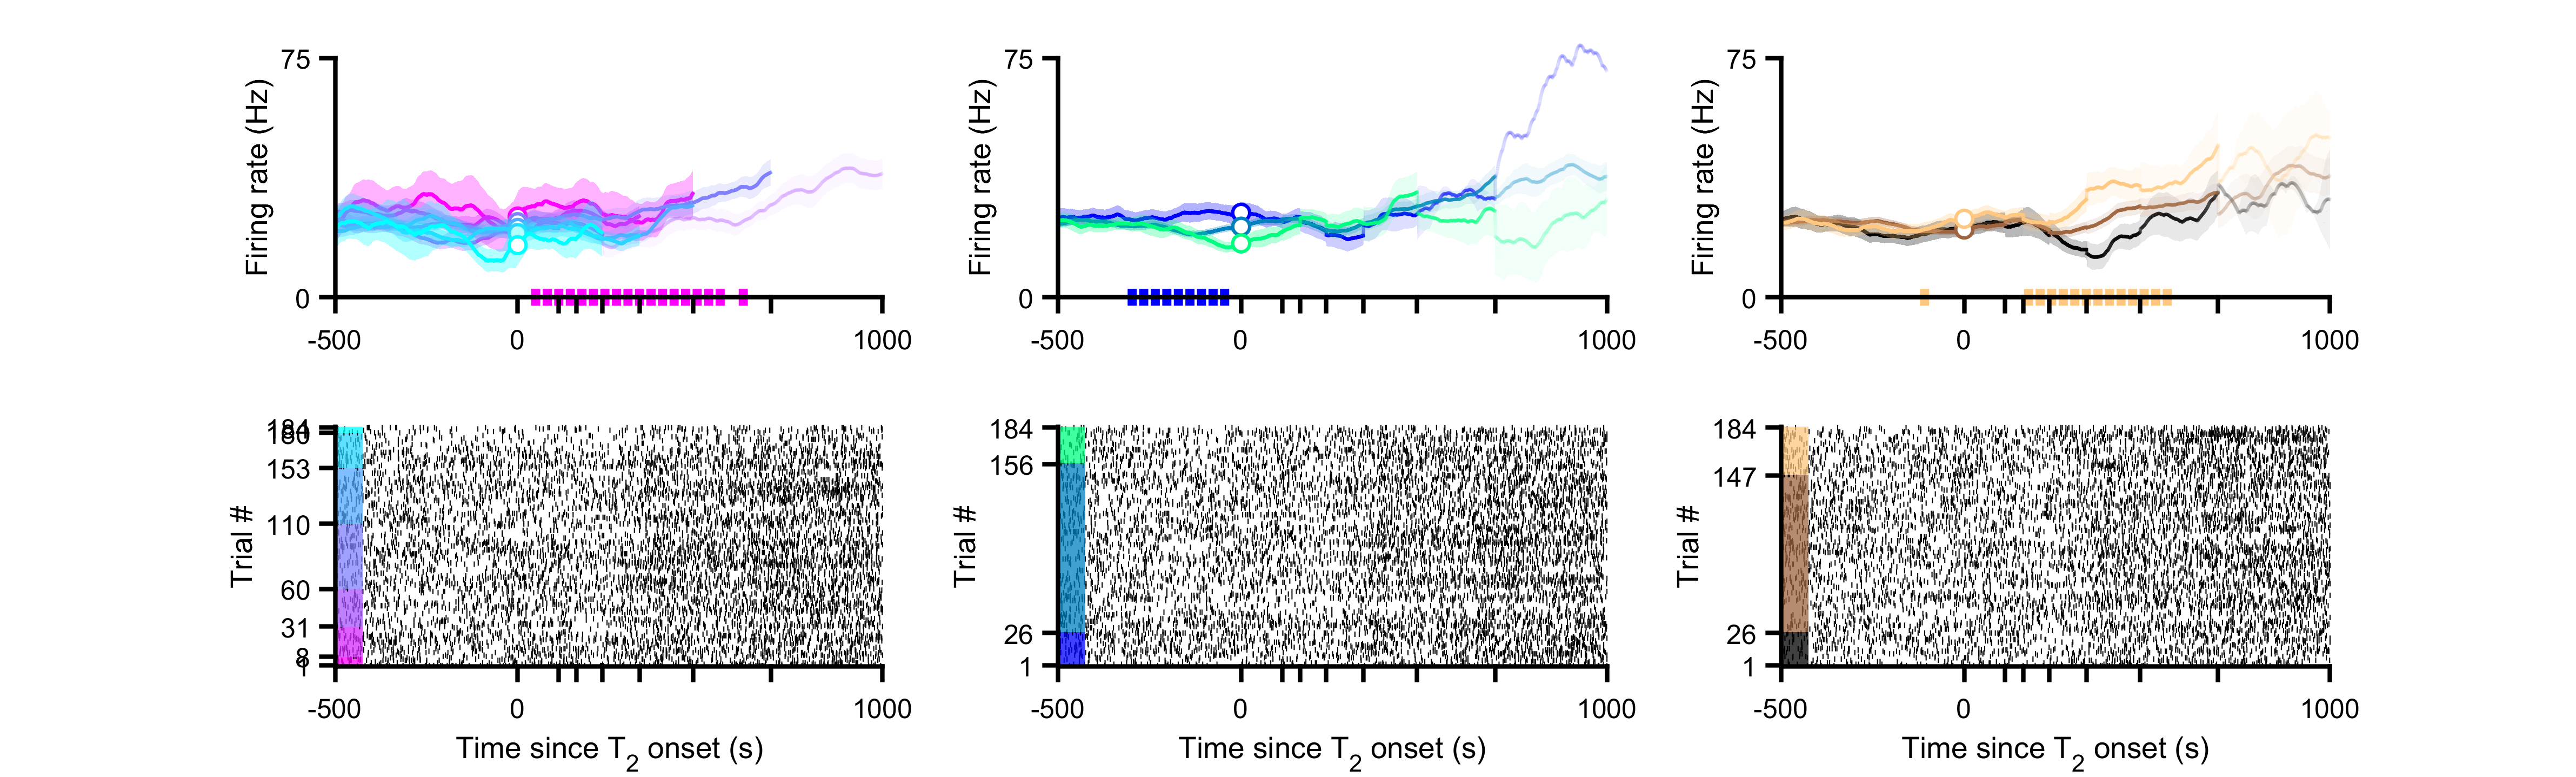 75 75 75
Firing rate (Hz) Firing rate (Hz) Firing rate (Hz)
0 0 0
-500 0 1000 -500 0 1000 -500 0 1000
184 184 184
180
153 156 147
Trial # Trial # Trial #
110
60
31 26 26
8
1 1 1
-500 0 1000 -500 0 1000 -500 0 1000
Time since T2 onset (s) Time since T2 onset (s) Time since T2 onset (s)